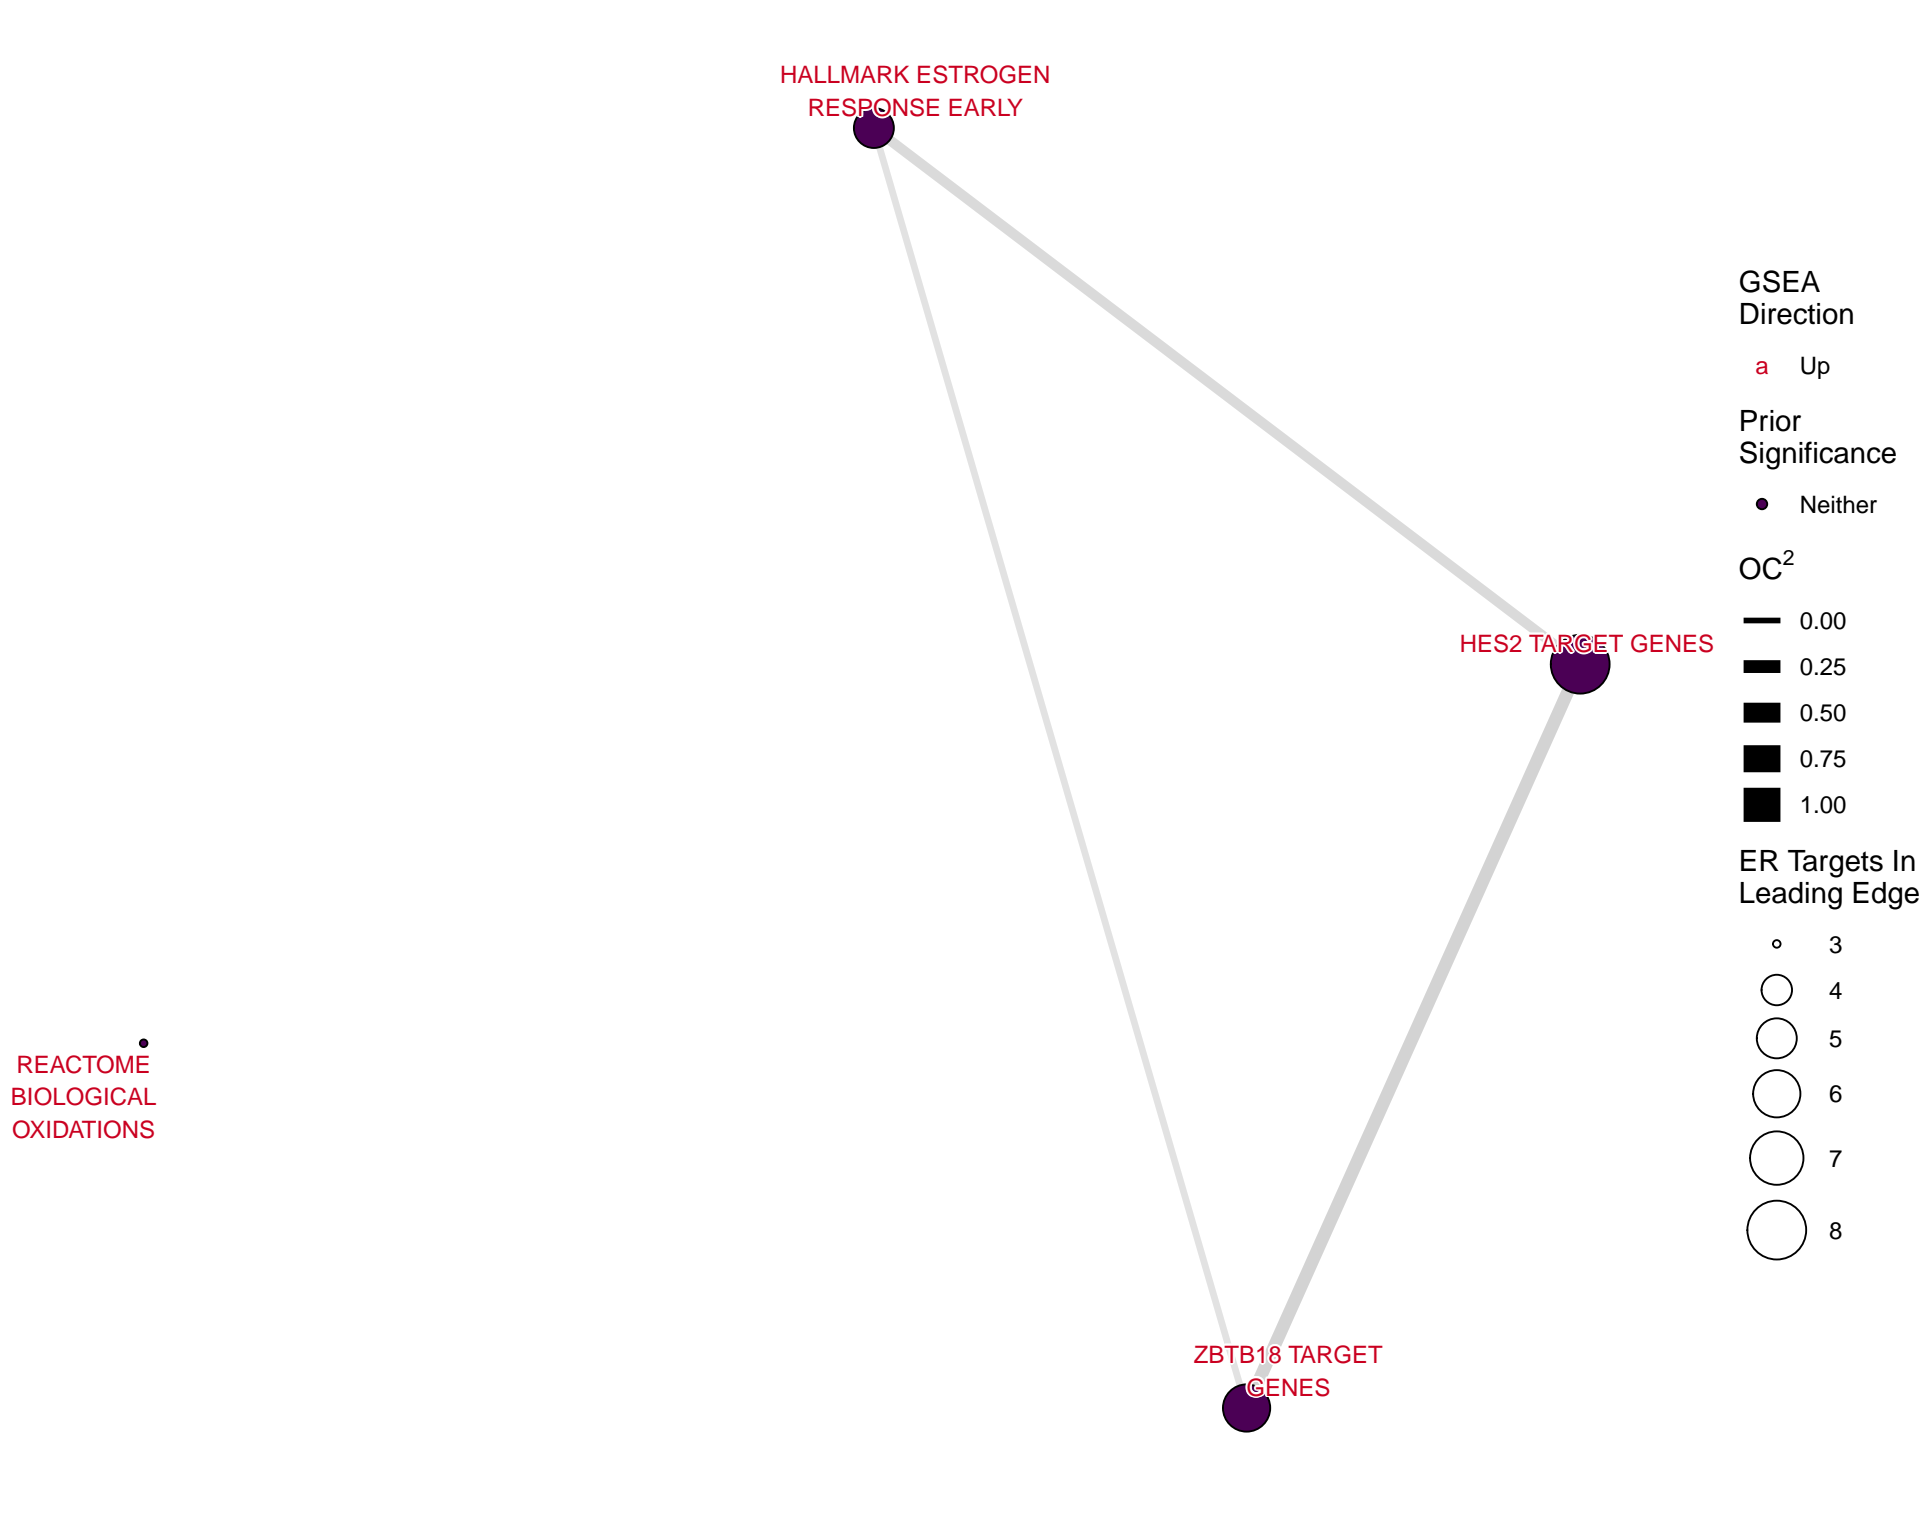 HALLMARK ESTROGEN
RESPONSE EARLY
HES2 TARGET GENES
REACTOME
BIOLOGICAL
OXIDATIONS
ZBTB18 TARGET
GENES
GSEA
Direction
a Up
Prior
Significance
Neither
OC²
0.00
0.25
0.50
0.75
1.00
ER Targets In
Leading Edge
3
4
5
6
7
8